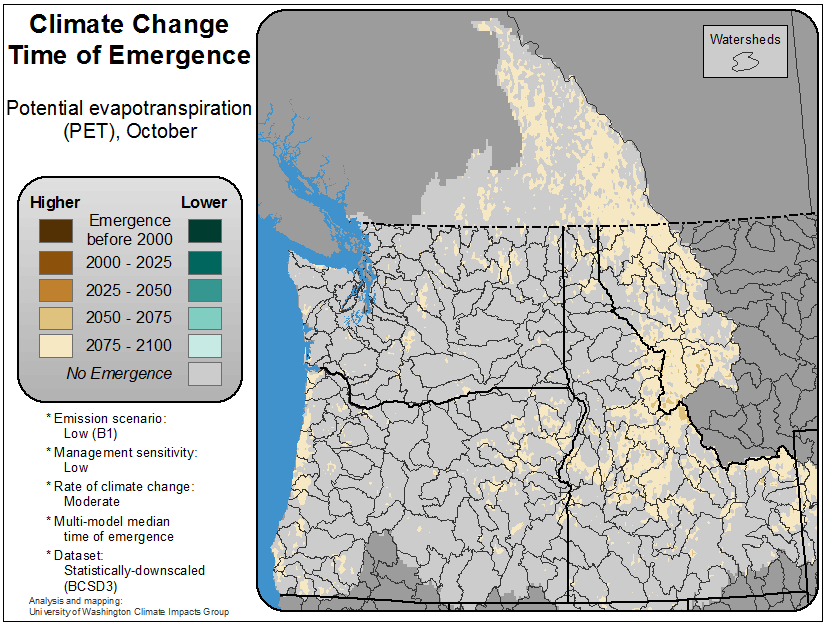 Climate Change
Time of Emergence
Potential evapotranspiration
(PET), October
Higher
Lower
Emergence
before 2000
2000 - 2025
2025 - 2050
2050 - 2075
2075 - 2100
No Emergence
* Emission scenario:
Low (B1)
* Management sensitivity:
Low
* Rate of climate change:
Moderate
* Multi-model median
time of emergence
* Dataset:
Statistically-downscaled
(BCSD3)
Analysis and mapping:
University of Washington Climate Impacts Group
Watersheds